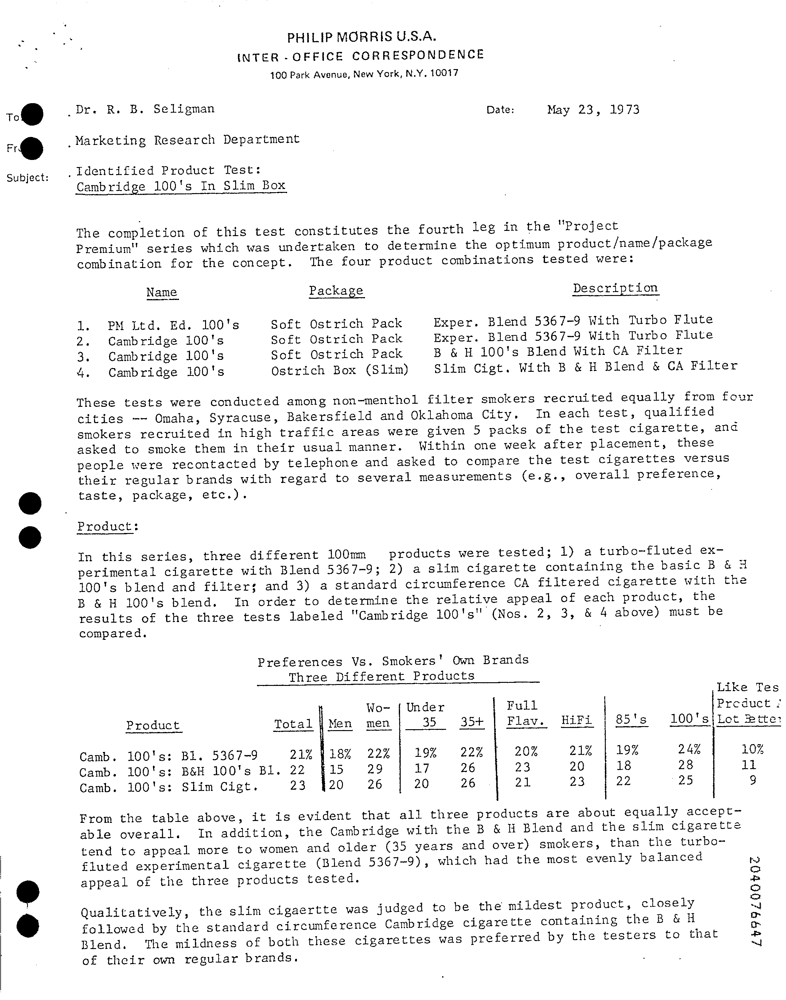 PHILIP MORRIS U.S.A.
INTER - OFFICE CORRESPONDENCE
100 Park Avenue, New York, N.Y. 10017
To: Dr. R. B. Seligman Date: May 23, 1973
Marketing Research Department
Subject: Identified Product Test:
Cambridge 100's In Slim Box
The completion of this test constitutes the fourth leg in the "Project
Premium" series which was undertaken to determine the optimum product/name/package
combination for the concept. The four product combinations tested were:
Name Package Description
1. PM Ltd. Ed. 100's Soft Ostrich Pack Exper. Blend 5367-9 With Turbo Flute
2. Cambridge 100's Soft Ostrich Pack Exper. Blend 5367-9 With Turbo Flute
3. Cambridge 100's Soft Ostrich Pack B & H 100's Blend With CA Filter
4. Cambridge 100's Ostrich Box (Slim) Slim Cigt. With B & H Blend & CA Filter
These tests were conducted among non-menthol filter smokers recruited equally from four
cities -- Omaha, Syracuse, Bakersfield and Oklahoma City. In each test, qualified
smokers recruited in high traffic areas were given 5 packs of the test cigarette, and
asked to smoke them in their usual manner. Within one week after placement, these
people were recontacted by telephone and asked to compare the test cigarettes versus
their regular brands with regard to several measurements (e.g., overall preference,
taste, package, etc.).
Product:
In this series, three different 100mm products were tested; 1) a turbo-fluted ex-
perimental cigarette with Blend 5367-9; 2) a slim cigarette containing the basic B & H
100's blend and filter; and 3) a standard circumference CA filtered cigarette with the
B & H 100's blend. In order to determine the relative appeal of each product, the
results of the three tests labeled "Cambridge 100's" (Nos. 2, 3, & 4 above) must be
compared.
Preferences Vs. Smokers' Own Brands
Three Different Products
Like Tes
Wo- Under Full Product
Product Total Men men 35 35+ Flav. HiFi 85's 100's Lot Better
Camb. 100's: Bl. 5367-9 21% 18% 22% 19% 22% 20% 21% 19% 24% 10%
Camb. 100's: B&H 100's Bl. 22 15 29 17 26 23 20 18 28 11
Camb. 100's: Slim Cigt. 23 20 26 20 26 21 23 22 25 9
From the table above, it is evident that all three products are about equally accept-
able overall. In addition, the Cambridge with the B & H Blend and the slim cigarette
tend to appeal more to women and older (35 years and over) smokers, than the turbo-
fluted experimental cigarette (Blend 5367-9), which had the most evenly balanced
appeal of the three products tested.
Qualitatively, the slim cigaertte was judged to be the mildest product, closely
followed by the standard circumference Cambridge cigarette containing the B & H
Blend. The mildness of both these cigarettes was preferred by the testers to that
of their own regular brands.
2040076647